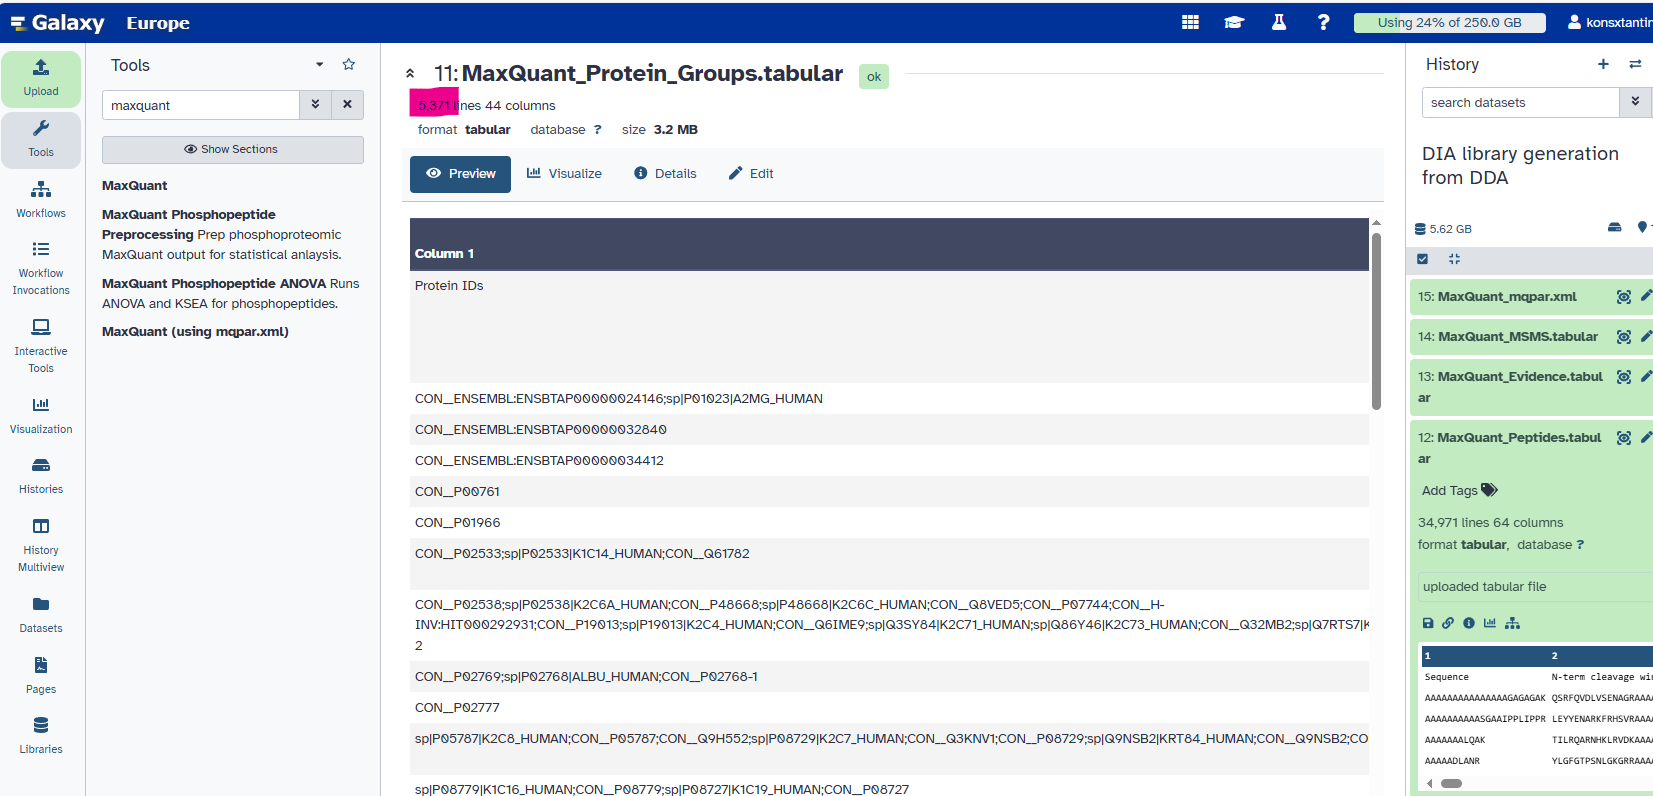 Galaxy Europe
Using 24% of 250.0 GB
konsxtantin
Upload
Tools
Workflows
Workflow
Invocations
Interactive
Tools
Visualization
Histories
History
Multiview
Datasets
Pages
Libraries
Tools
maxquant
Show Sections
MaxQuant
MaxQuant Phosphopeptide
Preprocessing Prep phosphoproteomic
MaxQuant output for statistical anlaysis.
MaxQuant Phosphopeptide ANOVA Runs
ANOVA and KSEA for phosphopeptides.
MaxQuant (using mqpar.xml)
11: MaxQuant_Protein_Groups.tabular ok
5,371 lines 44 columns
format tabular database ? size 3.2 MB
Preview Visualize Details Edit
Column 1
Protein IDs
CON__ENSEMBL:ENSBTAP00000024146;sp|P01023|A2MG_HUMAN
CON__ENSEMBL:ENSBTAP00000032840
CON__ENSEMBL:ENSBTAP00000034412
CON__P00761
CON__P01966
CON__P02533;sp|P02533|K1C14_HUMAN;CON__Q61782
CON__P02538;sp|P02538|K2C6A_HUMAN;CON__P48668;sp|P48668|K2C6C_HUMAN;CON__Q8VED5;CON__P07744;CON__H-
INV:HIT000292931;CON__P19013;sp|P19013|K2C4_HUMAN;CON__Q6IME9;sp|Q3SY84|K2C71_HUMAN;sp|Q86Y46|K2C73_HUMAN;CON__Q32MB2;sp|Q7RTS7|K
2
CON__P02769;sp|P02768|ALBU_HUMAN;CON__P02768-1
CON__P02777
sp|P05787|K2C8_HUMAN;CON__P05787;CON__Q9H552;sp|P08729|K2C7_HUMAN;CON__Q3KNV1;CON__P08729;sp|Q9NSB2|KRT84_HUMAN;CON__Q9NSB2;CO
sp|P08779|K1C16_HUMAN;CON__P08779;sp|P08727|K1C19_HUMAN;CON__P08727
History
search datasets
DIA library generation
from DDA
5.62 GB
15: MaxQuant_mqpar.xml
14: MaxQuant_MSMS.tabular
13: MaxQuant_Evidence.tabul
ar
12: MaxQuant_Peptides.tabul
ar
Add Tags
34,971 lines 64 columns
format tabular, database ?
uploaded tabular file
1 2
Sequence N-term cleavage win
AAAAAAAAAAAAAAAGAGAGAK QSRFQVDLVSENAGRAAAA
AAAAAAAAAASGAAIPPLIPPR LEYYENARKFRHSVRAAAA
AAAAAAALQAK TILRQARNHKLRVDKAAAA
AAAAADLANR YLGFGTPSNLGKGRRAAAA